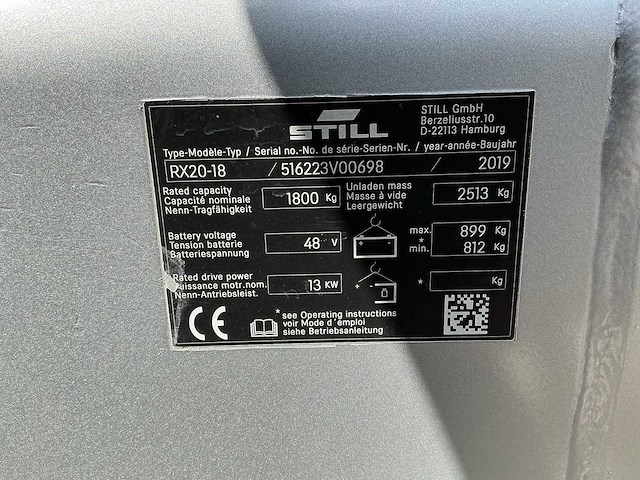 STILL
STILL GmbH
Berzeliusstr.10
D-22113 Hamburg
Type-Modèle-Typ / Serial no.-No. de série-Serien-Nr. / year-année-Baujahr
RX20-18 / 516223V00698 / 2019
Rated capacity
Capacité nominale
Nenn-Tragfähigkeit
1800 Kg
Unladen mass
Masse à vide
Leergewicht
2513 Kg
Battery voltage
Tension batterie
Batteriespannung
48 V
max. 899 Kg
*
min. 812 Kg
Rated drive power
Puissance motr.nom.
Nenn-Antriebsleist.
13 KW
* Kg
CE
* see Operating instructions
voir Mode d'émploi
siehe Betriebsanleitung